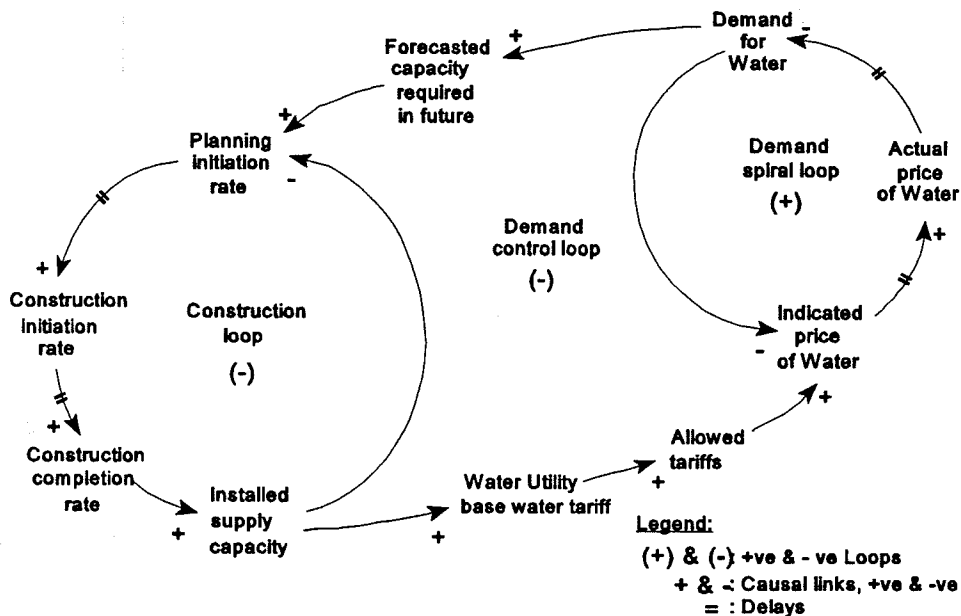 Demand
for
Water
-
+
Forecasted
capacity
required
in future
+
Planning
initiation
rate
-
Demand
spiral loop
(+)
Actual
price
of Water
+
Demand
control loop
(-)
+
Construction
initiation
rate
Construction
loop
(-)
Indicated
price
of Water
-
+
+
Construction
completion
rate
Allowed
tariffs
+
Installed
supply
capacity
+
Water Utility
base water tariff
+
Legend:
(+) & (-): +ve & - ve Loops
+ & -: Causal links, +ve & -ve
= : Delays